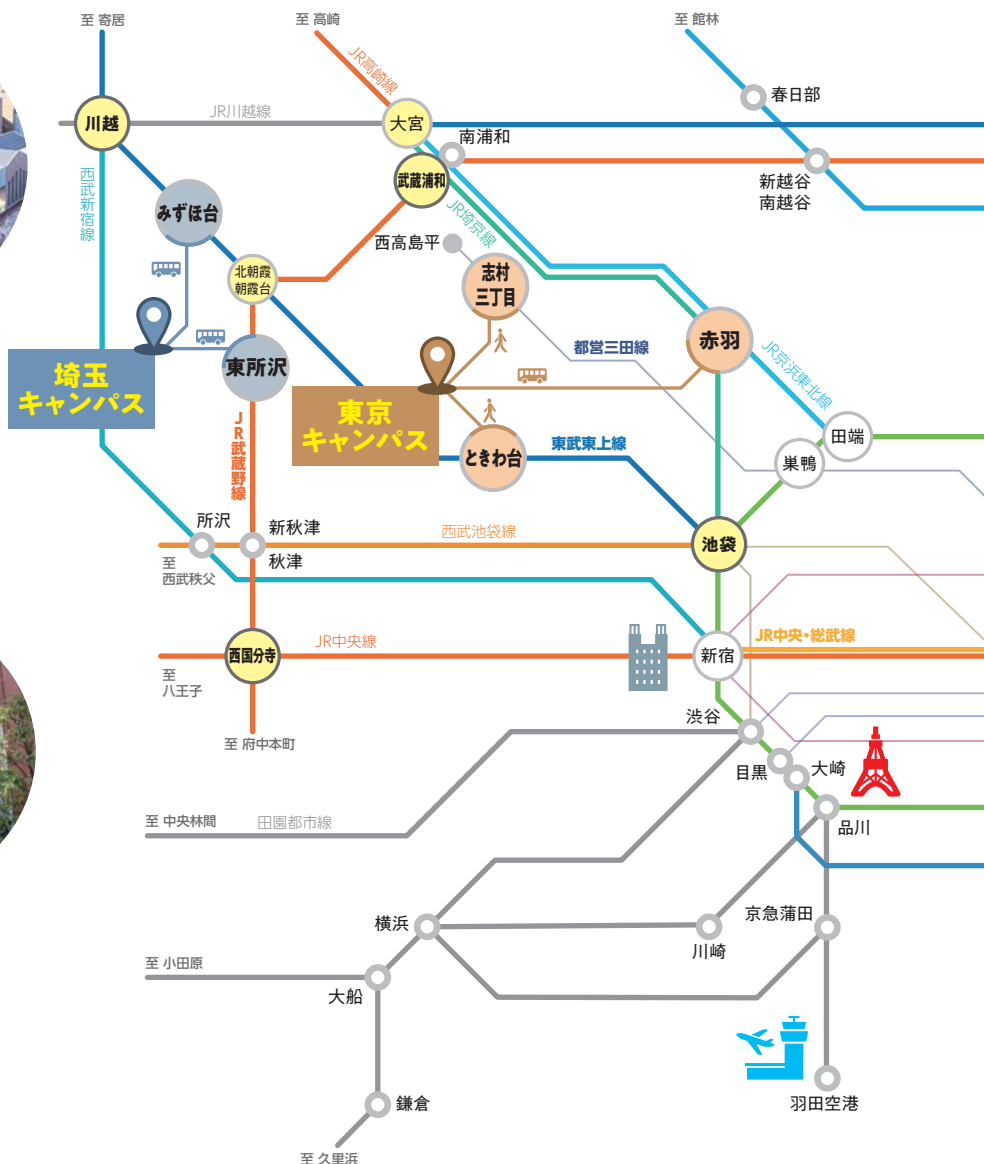 至 寄居
至 高崎
至 館林
JR高崎線
春日部
川越
JR川越線
大宮
南浦和
武蔵浦和
新越谷
南越谷
西武新宿線
みずほ台
JR埼京線
西高島平
北朝霞
朝霞台
志村
三丁目
赤羽
都営三田線
JR京浜東北線
東所沢
埼玉
キャンパス
東京
キャンパス
JR武蔵野線
ときわ台
東武東上線
田端
巣鴨
所沢
新秋津
秋津
西武池袋線
池袋
至
西武秩父
西国分寺
JR中央線
新宿
JR中央・総武線
至
八王子
至 府中本町
渋谷
目黒
大崎
至 中央林間
田園都市線
品川
横浜
川崎
京急蒲田
至 小田原
大船
鎌倉
羽田空港
至 久里浜